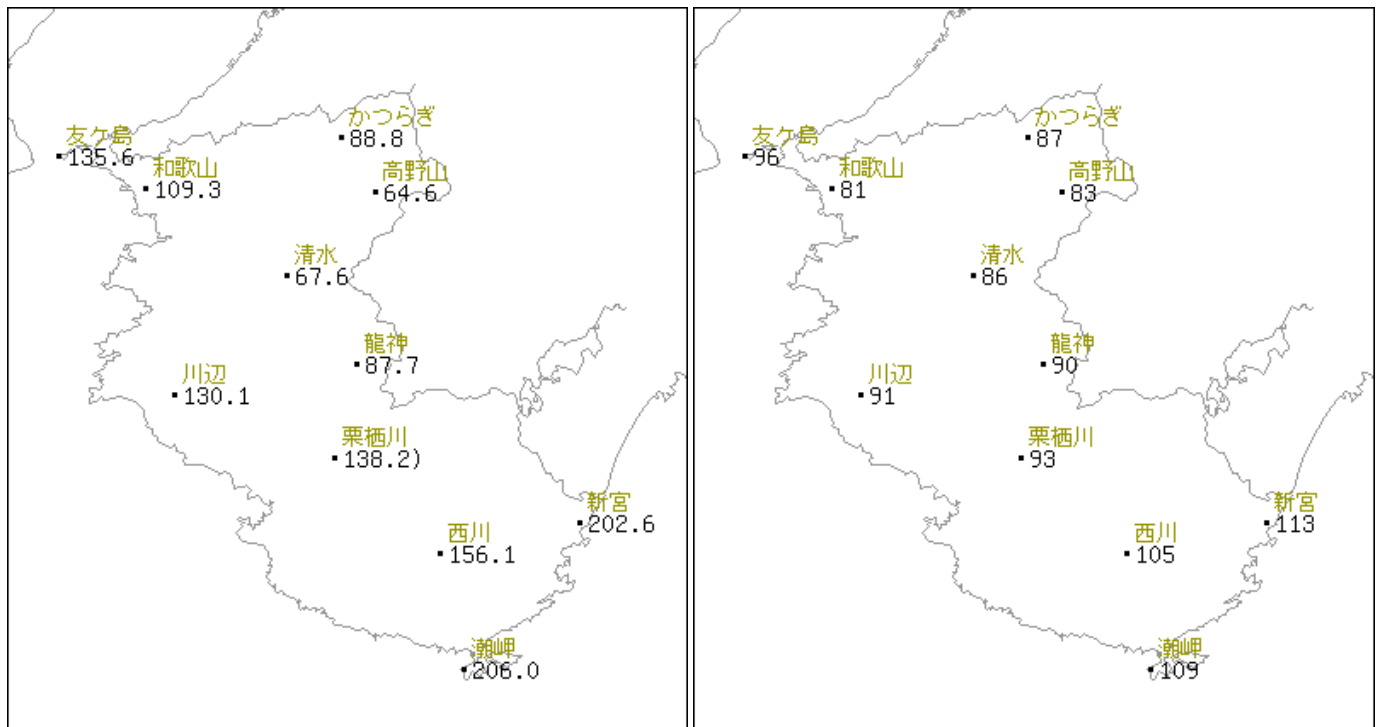 かつらぎ
88.8
友ケ島
135.6
和歌山
109.3
高野山
64.6
清水
67.6
龍神
87.7
川辺
130.1
栗栖川
138.2)
新宮
202.6
西川
156.1
潮岬
206.0
かつらぎ
87
友ケ島
96
和歌山
81
高野山
83
清水
86
龍神
90
川辺
91
栗栖川
93
新宮
113
西川
105
潮岬
109